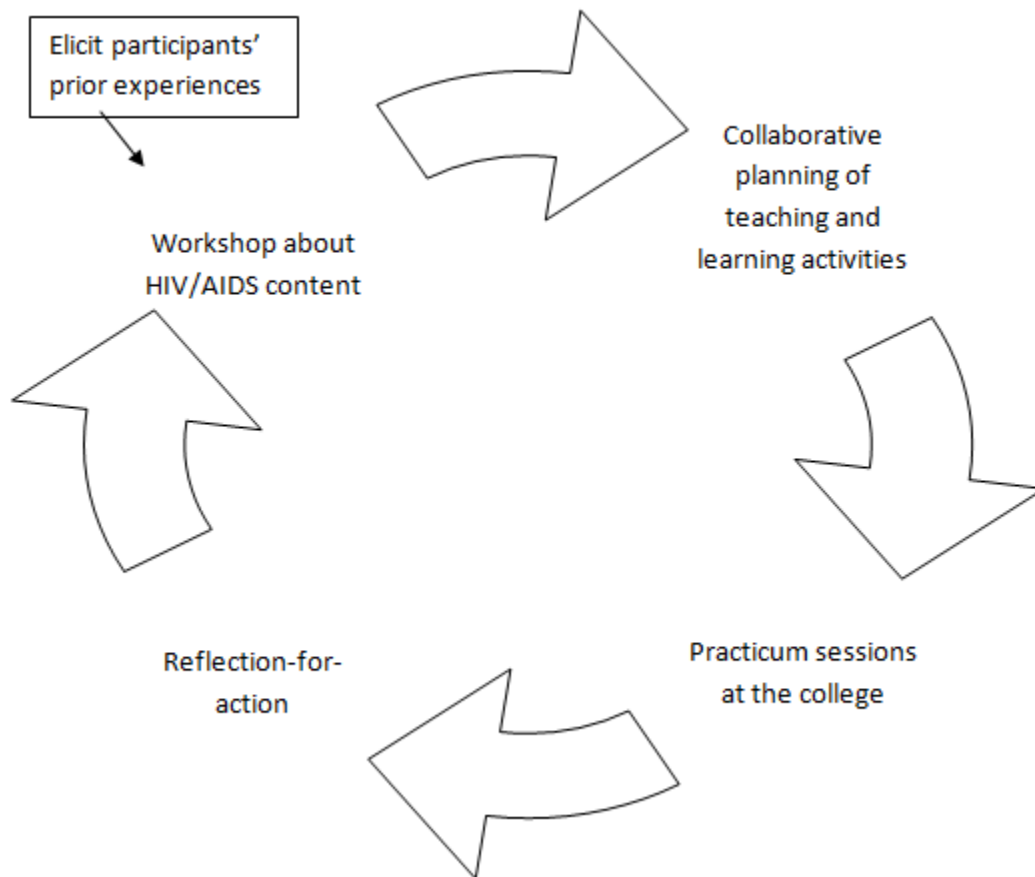 Elicit participants’
prior experiences
Workshop about
HIV/AIDS content
Collaborative
planning of
teaching and
learning activities
Practicum sessions
at the college
Reflection-for-
action